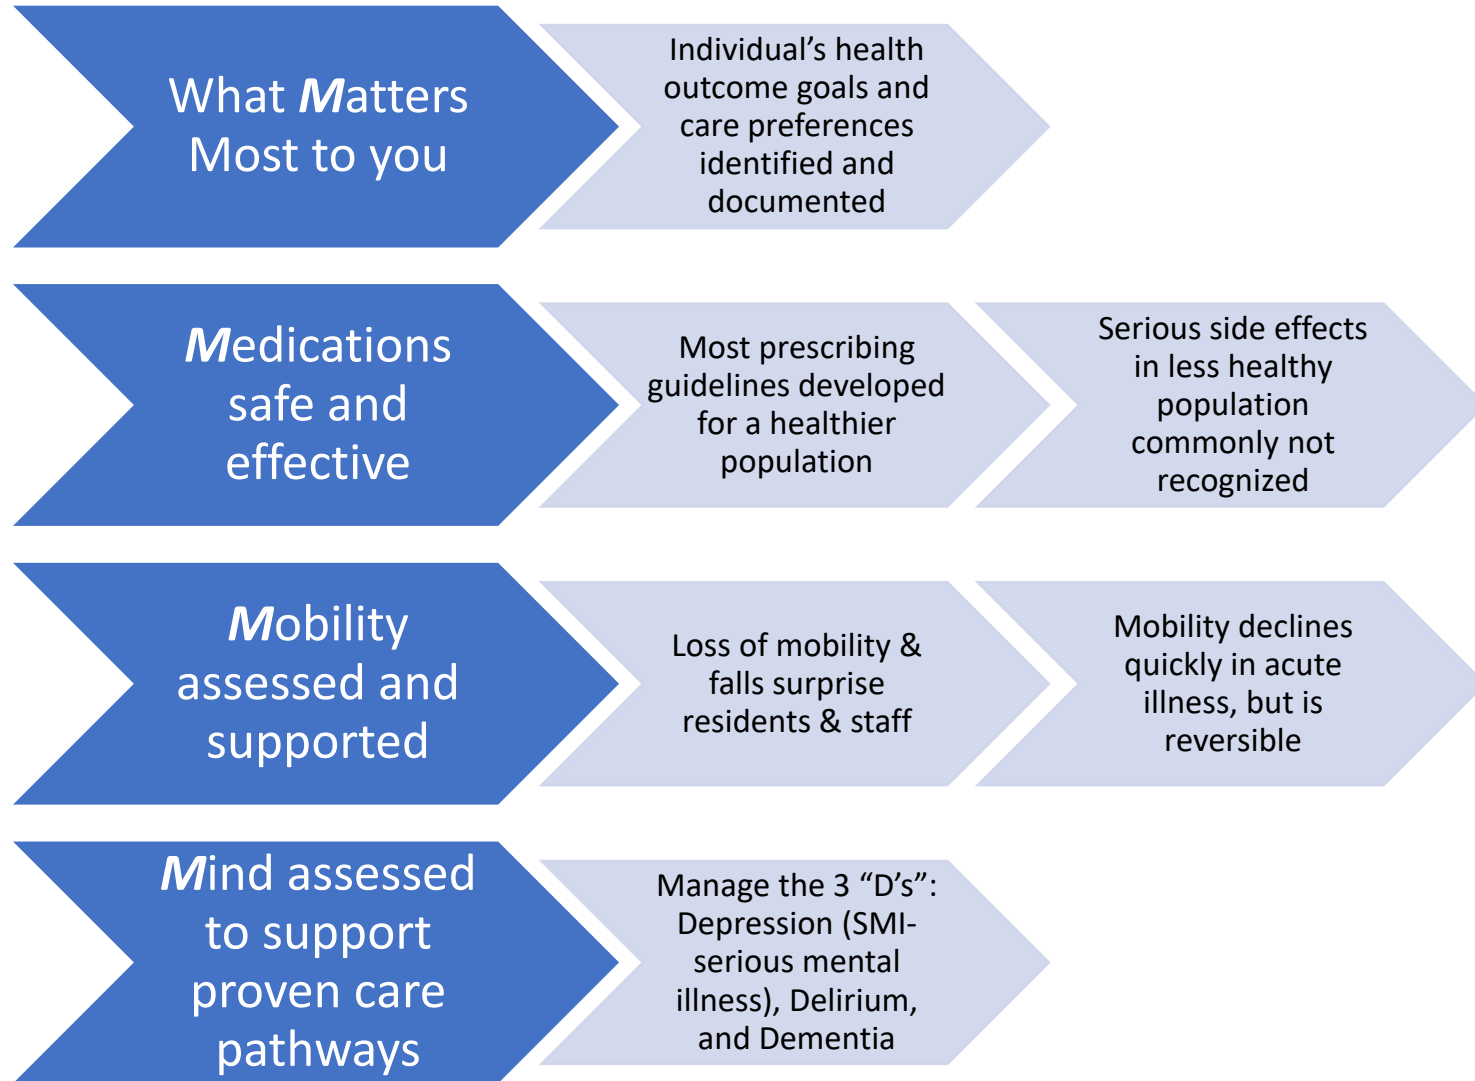 What Matters
Most to you
Individual’s health
outcome goals and
care preferences
identified and
documented
Medications
safe and
effective
Most prescribing
guidelines developed
for a healthier
population
Serious side effects
in less healthy
population
commonly not
recognized
Mobility
assessed and
supported
Loss of mobility &
falls surprise
residents & staff
Mobility declines
quickly in acute
illness, but is
reversible
Mind assessed
to support
proven care
pathways
Manage the 3 “D’s”:
Depression (SMI-
serious mental
illness), Delirium,
and Dementia